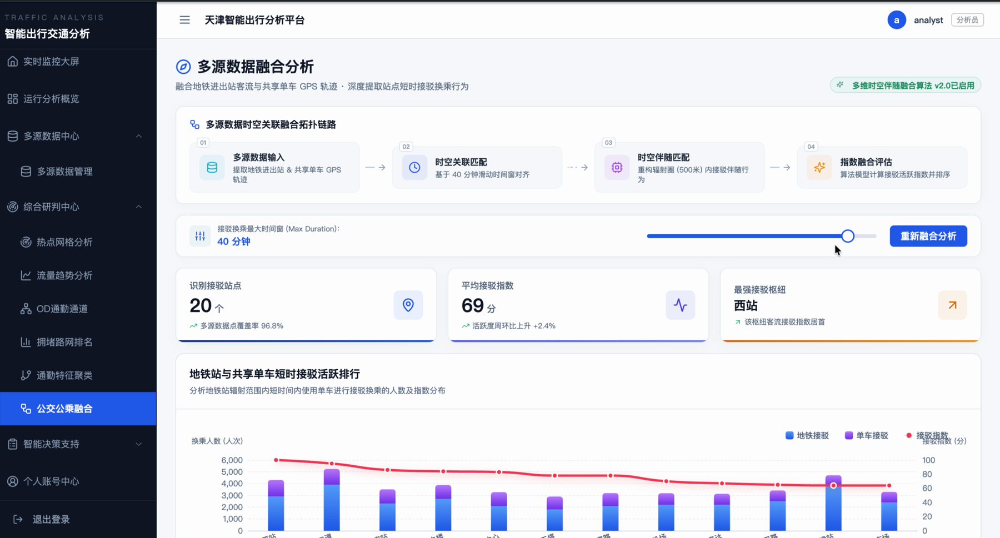 TRAFFIC ANALYSIS
智能出行交通分析
实时监控大屏
运行分析概览
多源数据中心
多源数据管理
综合研判中心
热点网格分析
流量趋势分析
OD通勤通道
拥堵路网排名
通勤特征聚类
公交公乘融合
智能决策支持
个人账号中心
退出登录
天津智能出行分析平台
a analyst 分析员
多源数据融合分析
融合地铁进出站客流与共享单车 GPS 轨迹 · 深度提取站点短时接驳换乘行为
多维时空伴随融合算法 v2.0已启用
多源数据时空关联融合拓扑链路
01
多源数据输入
提取地铁进出站 & 共享单车 GPS
轨迹
02
时空关联匹配
基于 40 分钟滑动时间窗对齐
03
时空伴随匹配
重构辐射圈 (500米) 内接驳伴随行
为
04
指数融合评估
算法模型计算接驳活跃指数并排序
接驳换乘最大时间窗 (Max Duration):
40 分钟
重新融合分析
识别接驳站点
20 个
多源数据点覆盖率 96.8%
平均接驳指数
69 分
活跃度周环比上升 +2.4%
最强接驳枢纽
西站
该枢纽客流接驳指数居首
地铁站与共享单车短时接驳活跃排行
分析地铁站辐射范围内短时间内使用单车进行接驳换乘的人数及指数分布
地铁接驳 单车接驳 接驳指数
换乘人数 (人次)
接驳指数 (分)
6,000
5,000
4,000
3,000
2,000
1,000
0
100
80
60
40
20
0